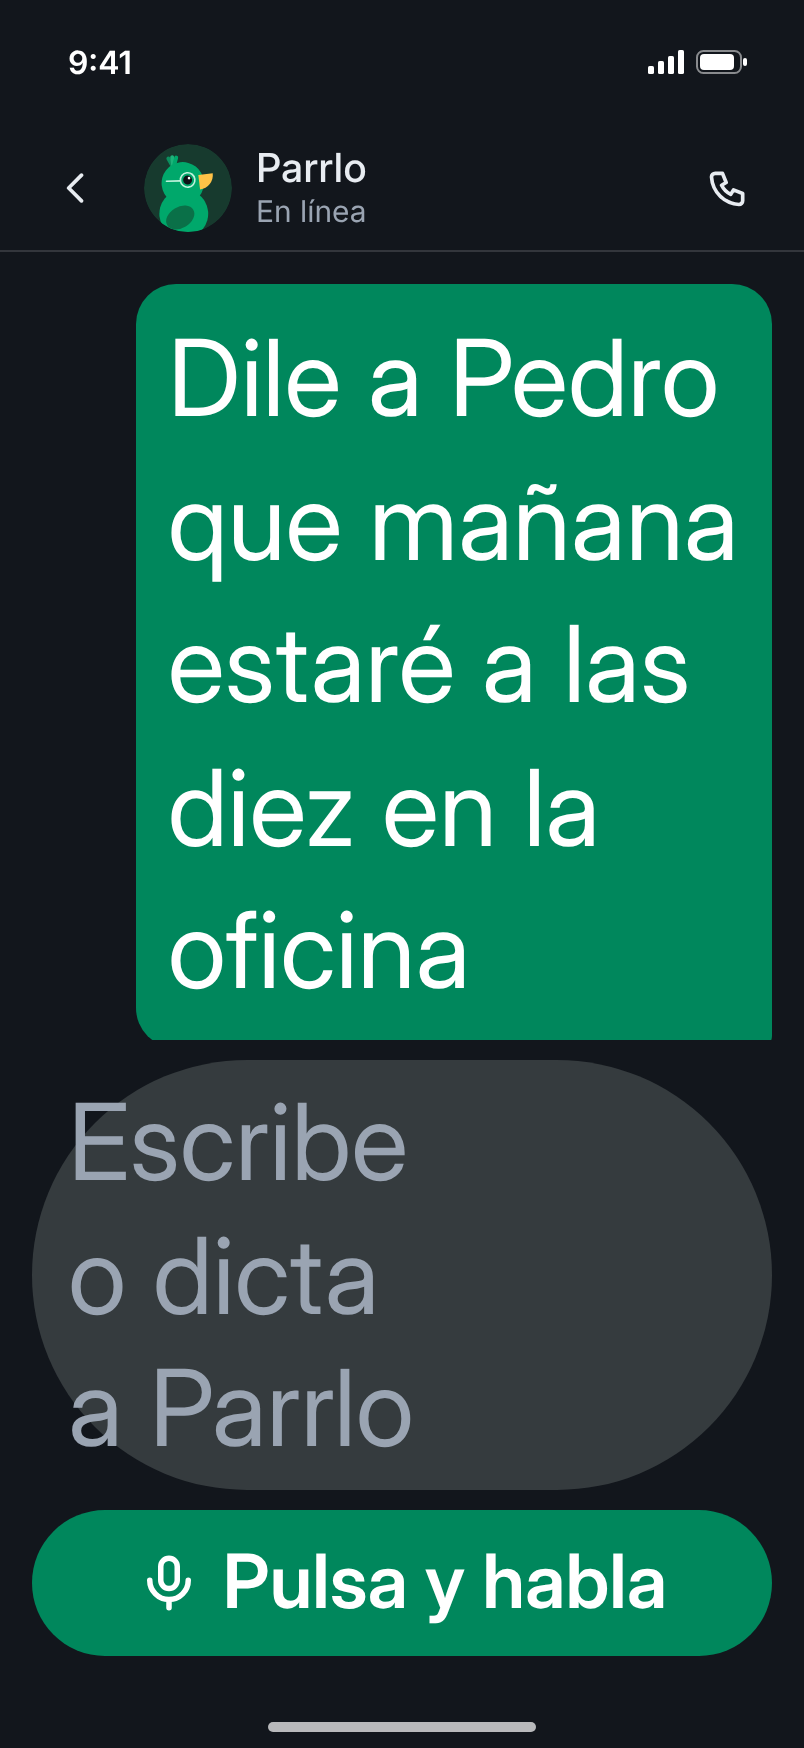 9:41
Parrlo
En línea
Dile a Pedro
que mañana
estaré a las
diez en la
oficina
Escribe
o dicta
a Parrlo
Pulsa y habla